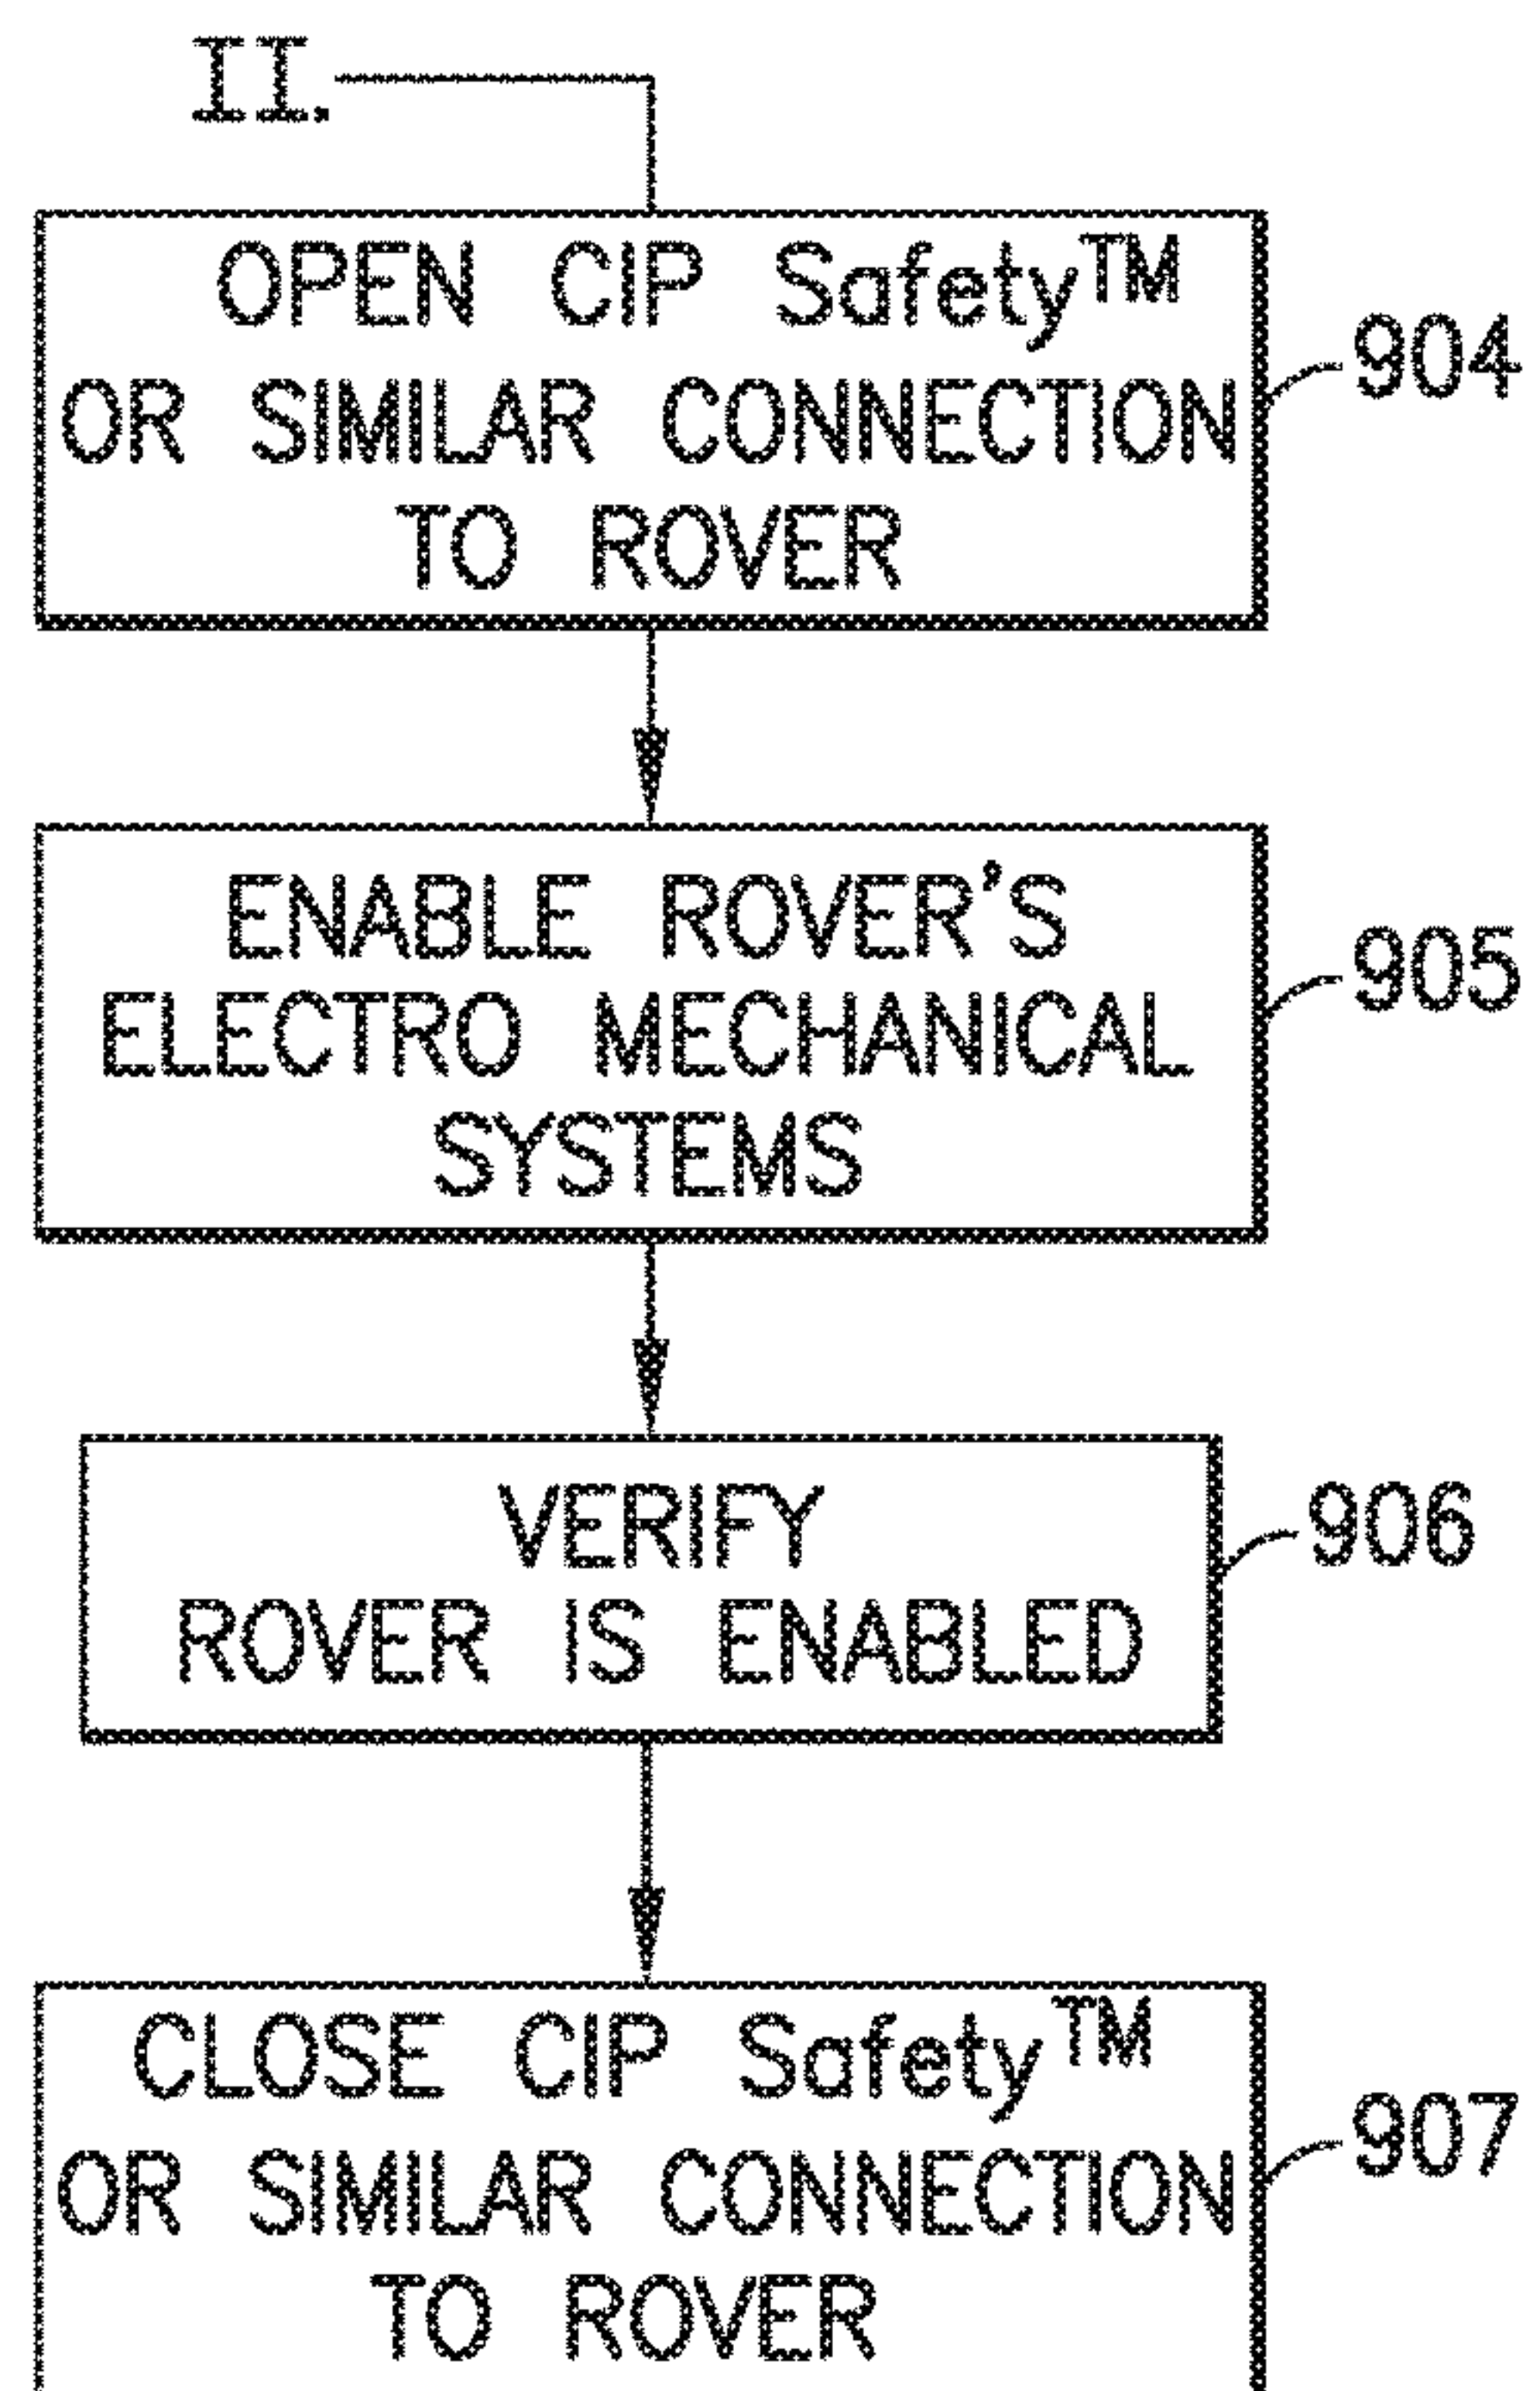 II.
OPEN CIP Safety™
OR SIMILAR CONNECTION
TO ROVER
904
ENABLE ROVER'S
ELECTRO MECHANICAL
SYSTEMS
905
VERIFY
ROVER IS ENABLED
906
CLOSE CIP Safety™
OR SIMILAR CONNECTION
TO ROVER
907